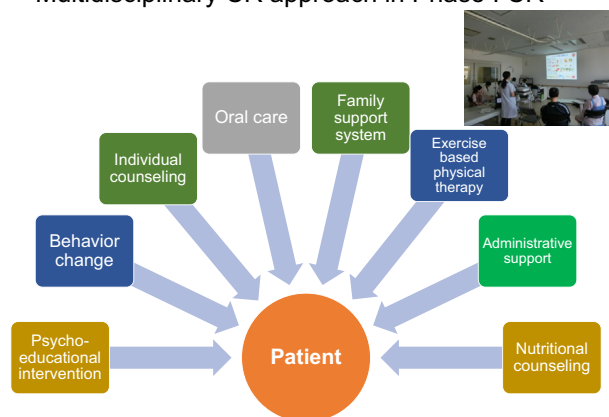 Multidisciplinary CR approach in Phase I CR
Oral care
Family
support
system
Individual
counseling
Exercise
based
physical
therapy
Behavior
change
Administrative
support
Psycho-
educational
intervention
Patient
Nutritional
counseling